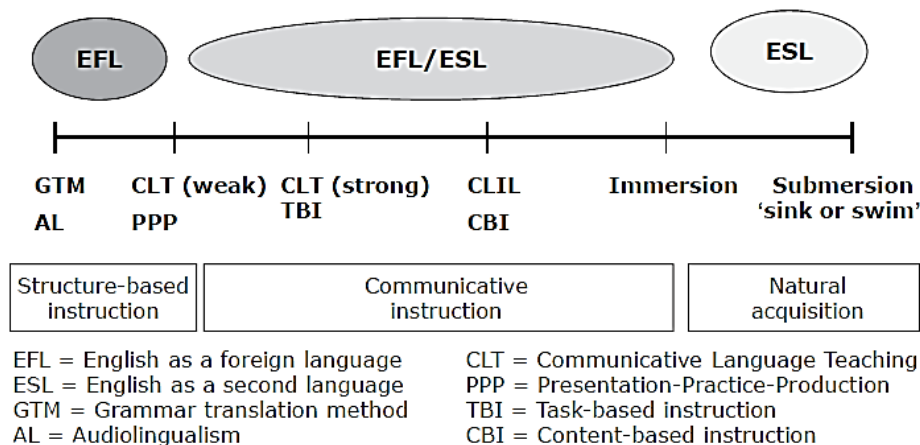 EFL EFL/ESL ESL
GTM CLT (weak) CLT (strong) CLIL Immersion Submersion
AL PPP TBI CBI ‘sink or swim’
Structure-based Communicative Natural
instruction instruction acquisition
EFL = English as a foreign language CLT = Communicative Language Teaching
ESL = English as a second language PPP = Presentation-Practice-Production
GTM = Grammar translation method TBI = Task-based instruction
AL = Audiolingualism CBI = Content-based instruction